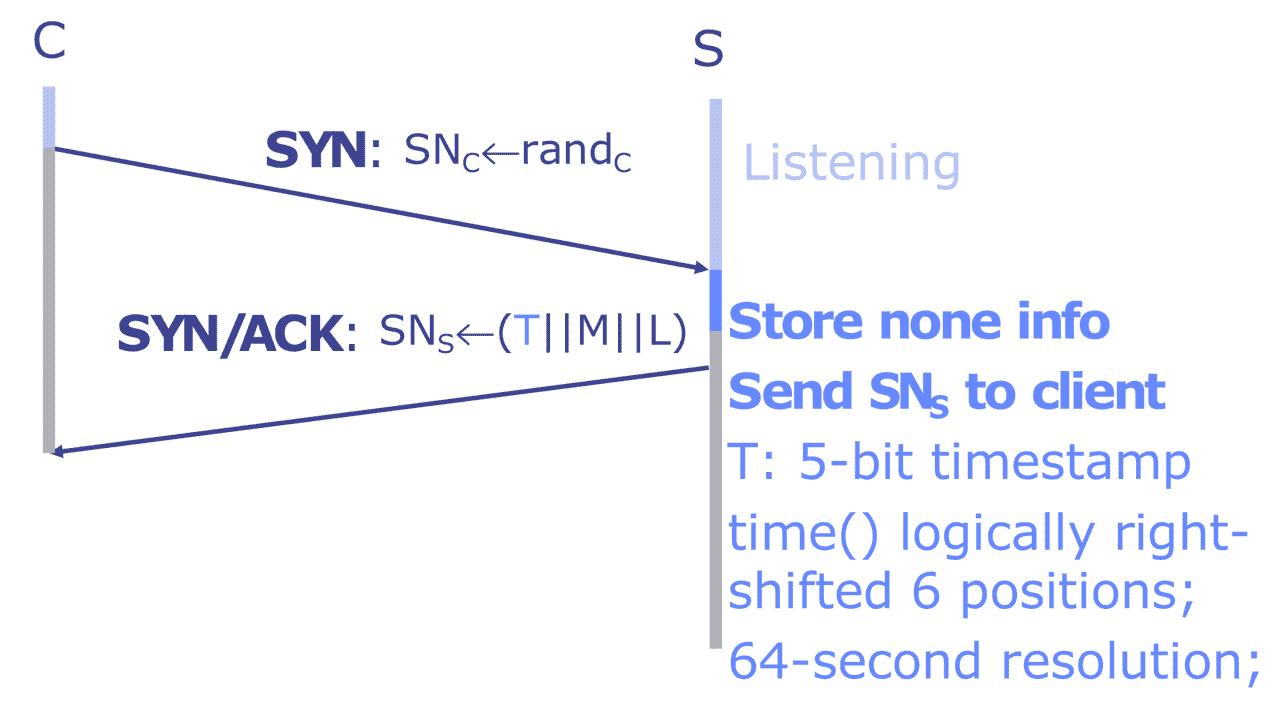 C
S
SYN: SNC←randC
Listening
SYN/ACK: SNS←(T||M||L)
Store none info
Send SNS to client
T: 5-bit timestamp
time() logically right-
shifted 6 positions;
64-second resolution;